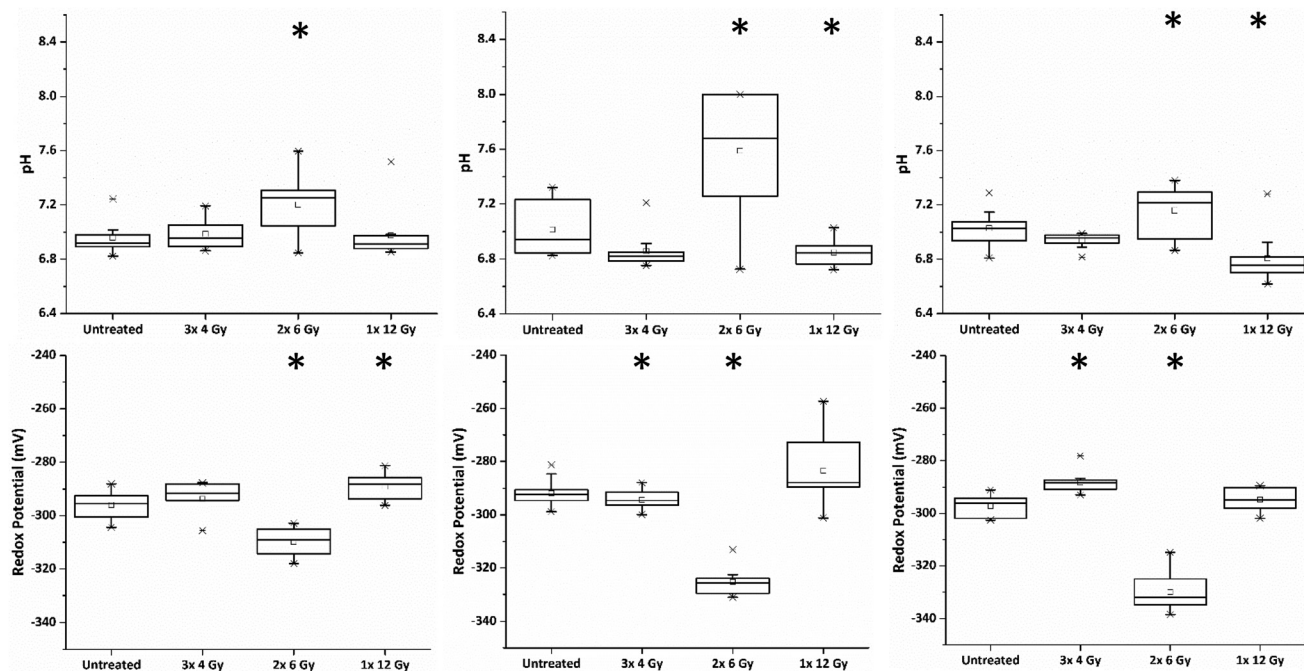 * * * * *
8.4 8.4 8.4
8.0 8.0 8.0
pH 7.6 pH 7.6 pH 7.6
7.2 7.2 7.2
6.8 6.8 6.8
6.4 6.4 6.4
Untreated 3x 4 Gy 2x 6 Gy 1x 12 Gy Untreated 3x 4 Gy 2x 6 Gy 1x 12 Gy Untreated 3x 4 Gy 2x 6 Gy 1x 12 Gy
-240 * * -240 * * -240 * *
-260 -260 -260
-280 -280 -280
Redox Potential (mV) -300 Redox Potential (mV) -300 Redox Potential (mV) -300
-320 -320 -320
-340 -340 -340
Untreated 3x 4 Gy 2x 6 Gy 1x 12 Gy Untreated 3x 4 Gy 2x 6 Gy 1x 12 Gy Untreated 3x 4 Gy 2x 6 Gy 1x 12 Gy